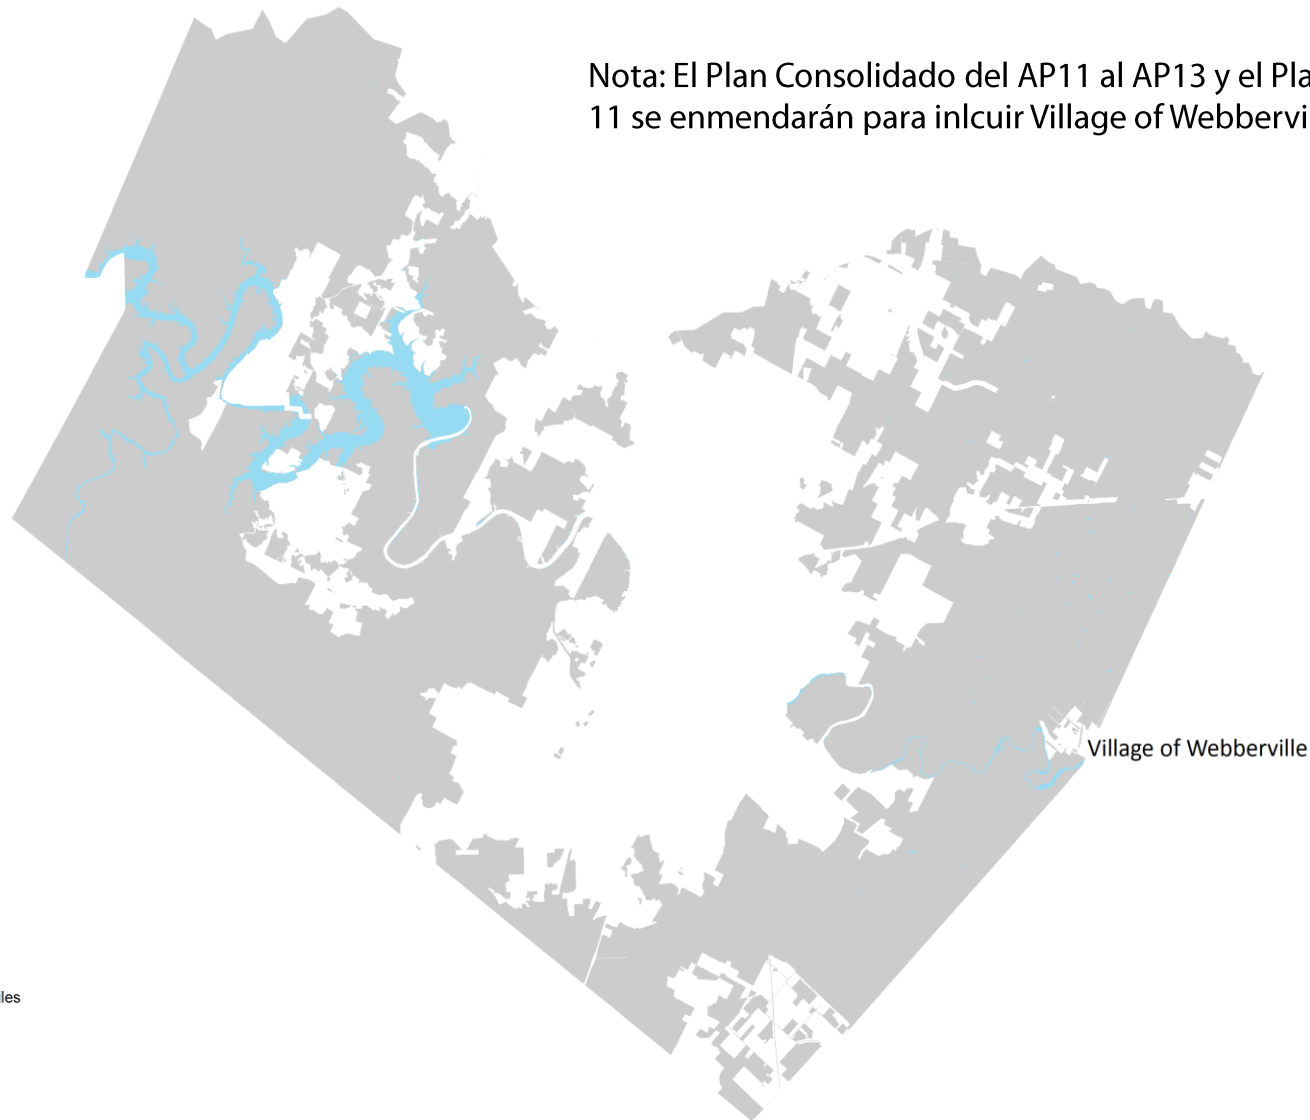 Nota: El Plan Consolidado del AP11 al AP13 y el Pla
11 se enmendarán para inlcuir Village of Webbervi
Village of Webberville
iles